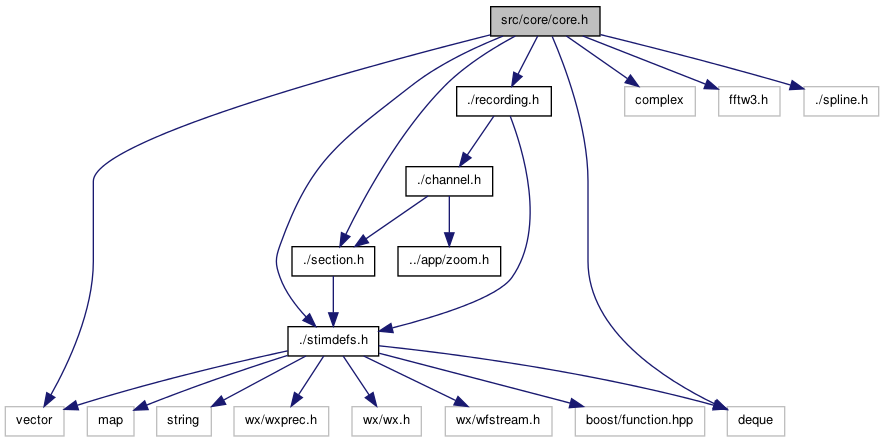 src/core/core.h
./recording.h
complex
fftw3.h
./spline.h
./channel.h
./section.h
../app/zoom.h
./stimdefs.h
vector
map
string
wx/wxprec.h
wx/wx.h
wx/wfstream.h
boost/function.hpp
deque